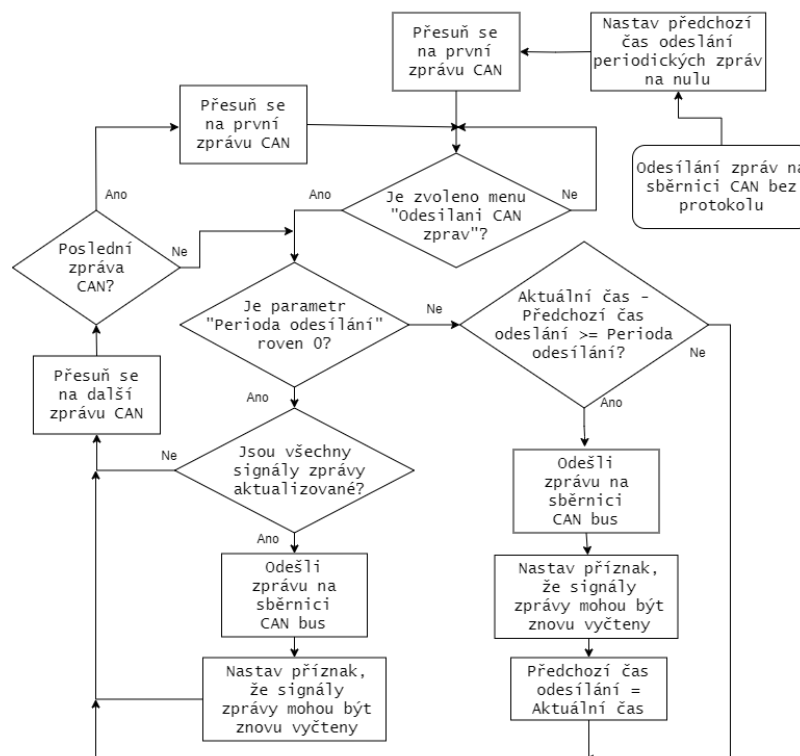 Přesuň se
na první
zprávu CAN
Nastav předchozí
čas odeslání
periodických zpráv
na nulu
Přesuň se
na první
zprávu CAN
Odesílání zpráv na
sběrnici CAN bez
protokolu
Ano
Ano
Je zvoleno menu
"Odesilani CAN
zprav"?
Ne
Poslední
zpráva
CAN?
Ne
Je parametr
"Perioda odesílání"
roven 0?
Ne
Aktuální čas -
Předchozí čas
odeslání >= Perioda
odesílání?
Ne
Přesuň se
na další
zprávu CAN
Ano
Ano
Ne
Jsou všechny
signály zprávy
aktualizované?
Odešli
zprávu na
sběrnici
CAN bus
Ano
Odešli
zprávu na
sběrnici
CAN bus
Nastav příznak,
že signály
zprávy mohou být
znovu vyčteny
Nastav příznak,
že signály
zprávy mohou být
znovu vyčteny
Předchozí čas
odesílání =
Aktuální čas